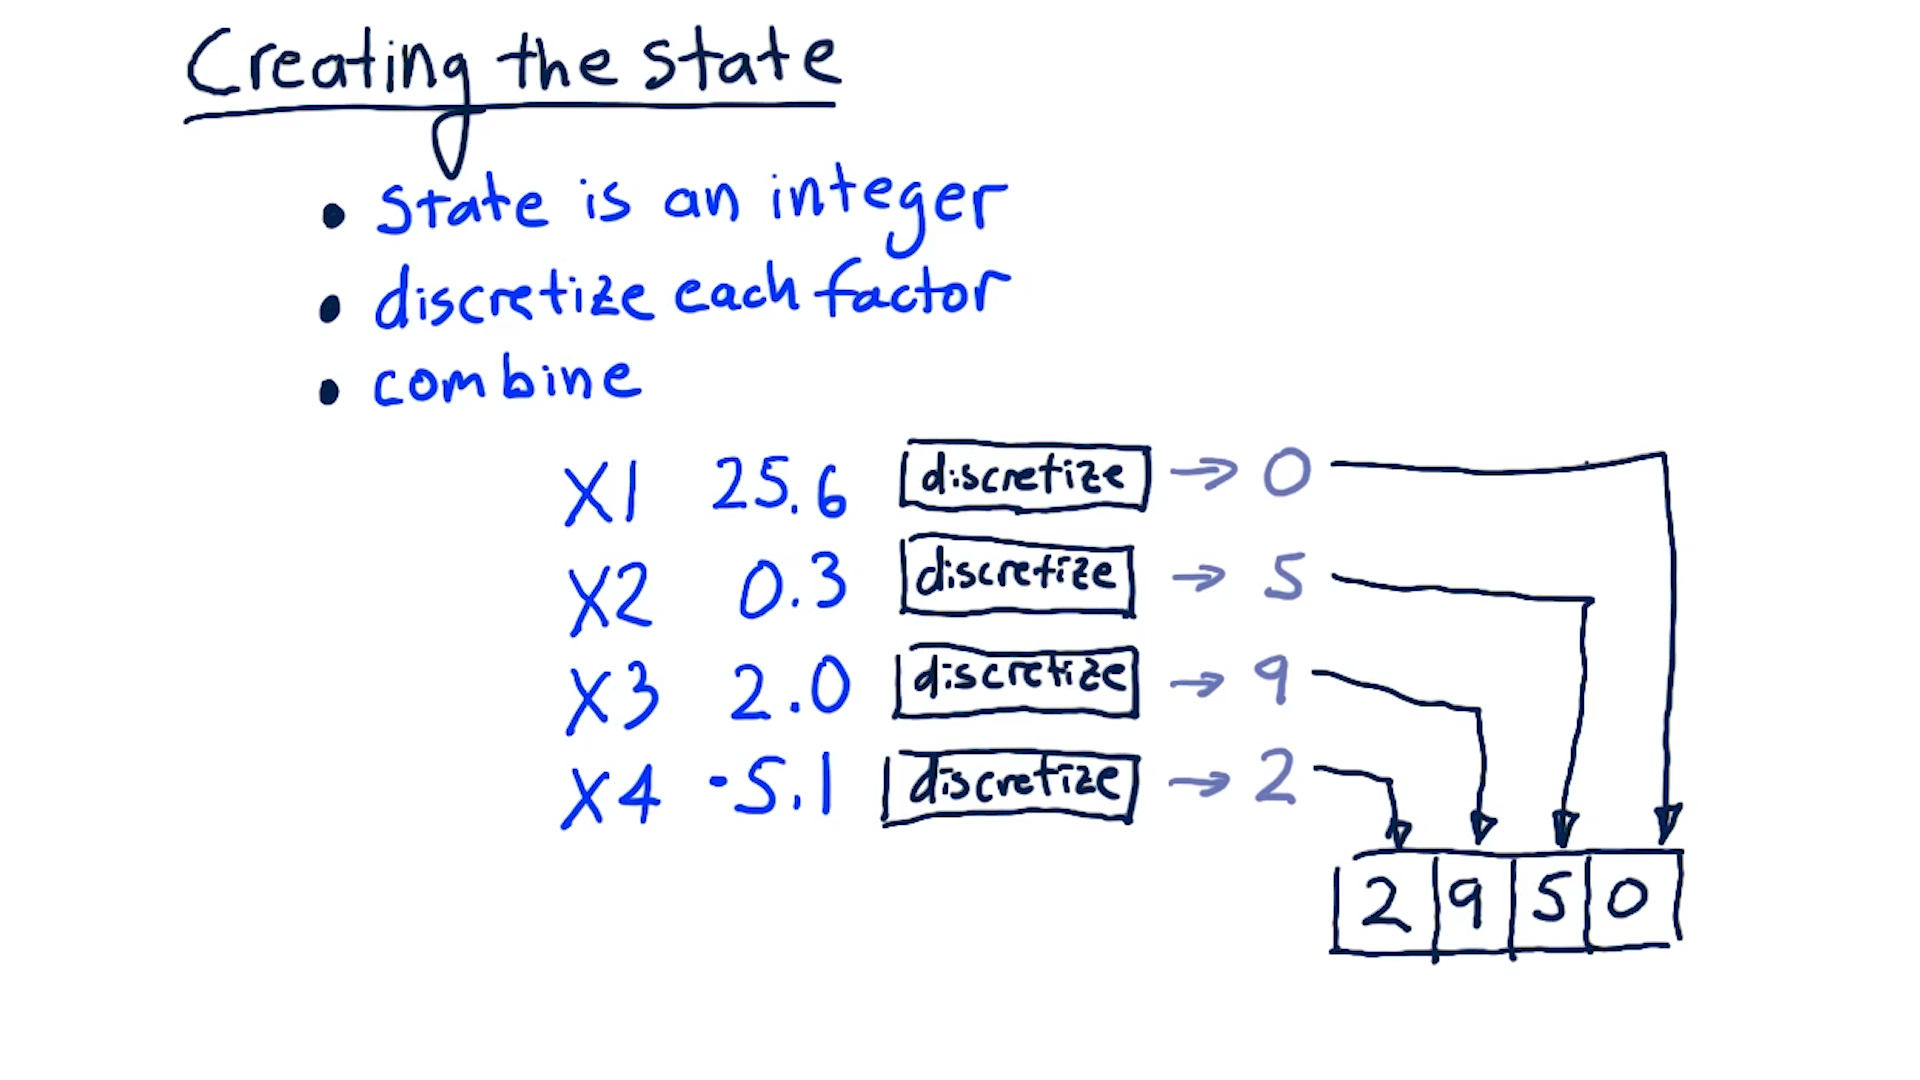 Creating the state
• state is an integer
• discretize each factor
• combine
X1 25.6 discretize → 0
X2 0.3 discretize → 5
X3 2.0 discretize → 9
X4 -5.1 discretize → 2
2 9 5 0